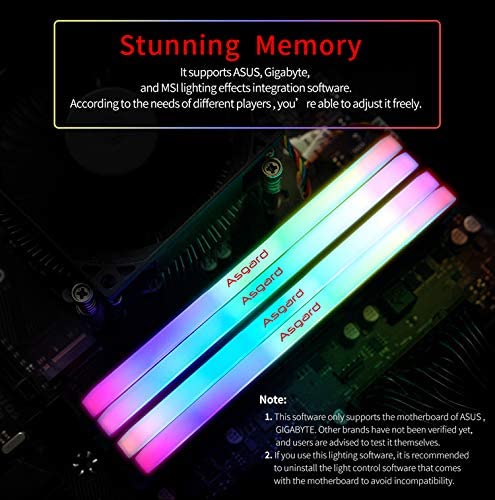 Stunning Memory
It supports ASUS, Gigabyte,
and MSI lighting effects integration software.
According to the needs of different players , you' re able to adjust it freely.
Asgard
Asgard
Asgard
Asgard
Note:
1. This software only supports the motherboard of ASUS ,
GIGABYTE. Other brands have not been verified yet,
and users are advised to test it themselves.
2. If you use this lighting software, it is recommended
to uninstall the light control software that comes
with the motherboard to avoid incompatibility.